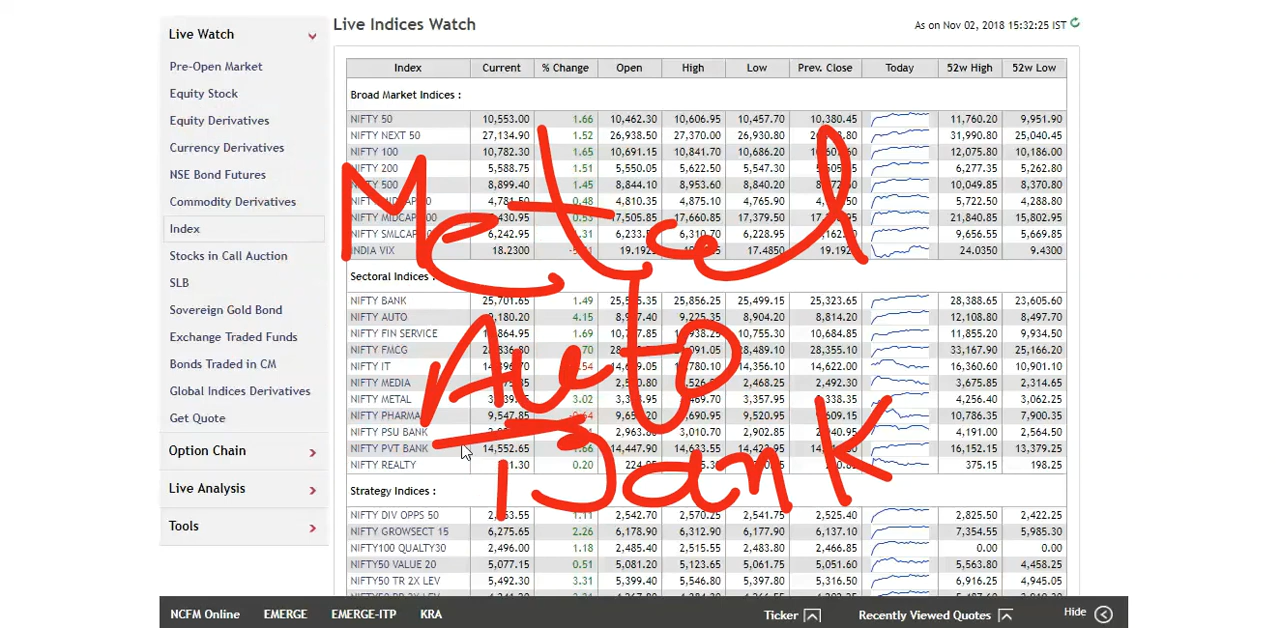 Live Indices Watch
As on Nov 02, 2018 15:32:25 IST
Live Watch
Pre-Open Market
Equity Stock
Equity Derivatives
Currency Derivatives
NSE Bond Futures
Commodity Derivatives
Index
Stocks in Call Auction
SLB
Sovereign Gold Bond
Exchange Traded Funds
Bonds Traded in CM
Global Indices Derivatives
Get Quote
Option Chain
Live Analysis
Tools
Index Current % Change Open High Low Prev. Close Today 52w High 52w Low
Broad Market Indices :
NIFTY 50 10,553.00 1.66 10,462.30 10,606.95 10,457.70 10,380.45 11,760.20 9,951.90
NIFTY NEXT 50 27,134.90 1.52 26,938.50 27,370.00 26,930.80 31,990.80 25,040.45
NIFTY 100 10,782.30 1.65 10,691.15 10,841.70 10,686.20 12,075.80 10,186.00
NIFTY 200 5,588.75 1.51 5,550.05 5,622.50 5,547.30 6,277.35 5,262.80
NIFTY 500 8,899.40 1.45 8,844.10 8,953.60 8,840.20 10,049.85 8,370.80
0.48 4,810.35 4,875.10 4,765.90 5,722.50 4,288.80
NIFTY 17,505.85 17,660.85 17,379.50 21,840.85 15,802.95
NIFTY 6,242.95 6,228.95 9,656.55 5,669.85
INDIA VIX 18.2300 17.4850 24.0350 9.4300
Sectoral Indices :
NIFTY BANK 25,701.65 1.49 25,856.25 25,499.15 25,323.65 28,388.65 23,605.60
NIFTY AUTO 4.15 9,225.35 8,904.20 8,814.20 12,108.80 8,497.70
NIFTY FIN SERVICE 1.69 10,755.30 10,684.85 11,855.20 9,934.50
NIFTY FMCG 28,489.10 28,355.10 33,167.90 25,166.20
NIFTY IT 14,356.10 14,622.00 16,360.60 10,901.10
NIFTY MEDIA 2,468.25 2,492.30 3,675.85 2,314.65
NIFTY METAL 3.02 3,357.95 4,256.40 3,062.25
NIFTY PHARMA 9,547.85 9,520.95 10,786.35 7,900.35
NIFTY PSU BANK 3,010.70 2,902.85 4,191.00 2,564.50
NIFTY PVT BANK 14,552.65 14,447.90 16,152.15 13,379.25
NIFTY REALTY 0.20 375.15 198.25
Strategy Indices :
NIFTY DIV OPPS 50 2,542.70 2,570.25 2,541.75 2,525.40 2,825.50 2,422.25
NIFTY GROWSECT 15 6,275.65 2.26 6,178.90 6,312.90 6,177.90 6,137.10 7,354.55 5,985.30
NIFTY100 QUALTY30 2,496.00 1.18 2,485.40 2,515.55 2,483.80 2,466.85 0.00 0.00
NIFTY50 VALUE 20 5,077.15 0.51 5,081.20 5,123.65 5,061.75 5,051.60 5,563.80 4,458.25
NIFTY50 TR 2X LEV 5,492.30 3.31 5,399.40 5,546.80 5,397.80 5,316.50 6,916.25 4,945.05
Metal
Auto
Bank
NCFM Online EMERGE EMERGE-ITP KRA Ticker Recently Viewed Quotes Hide